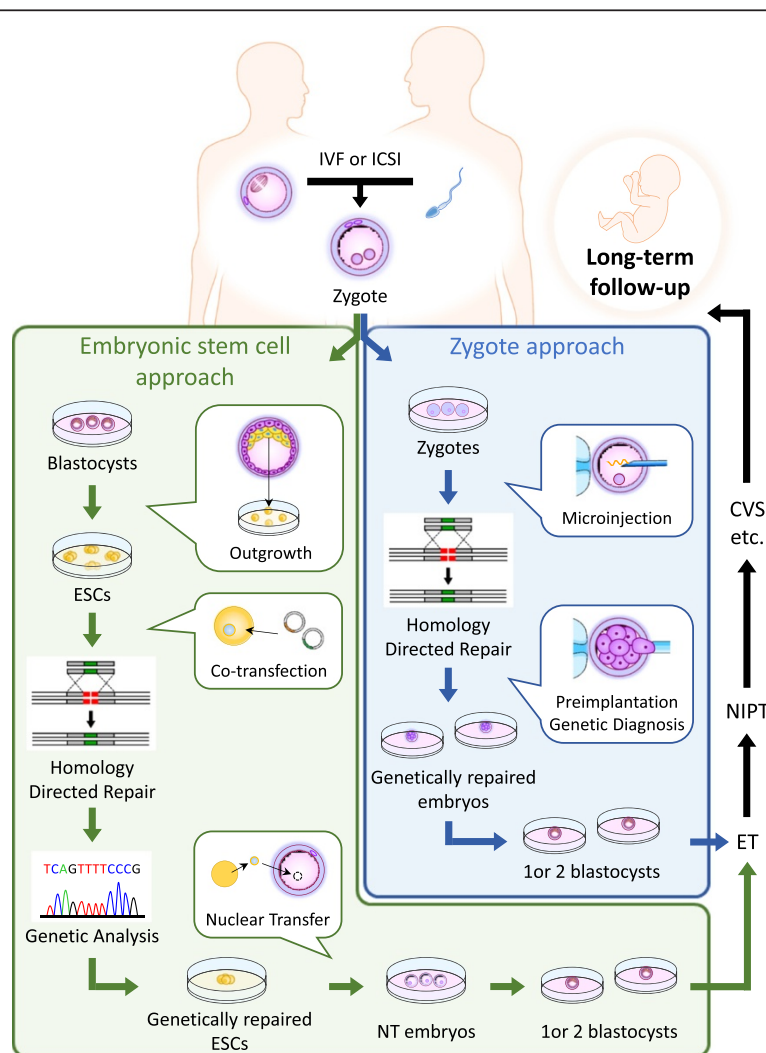 IVF or ICSI
Zygote
Long-term
follow-up
Embryonic stem cell
approach
Blastocysts
Outgrowth
ESCs
Co-transfection
Homology
Directed Repair
TCAGTTTTCCCG
Genetic Analysis
Nuclear Transfer
Genetically repaired
ESCs
NT embryos
1or 2 blastocysts
Zygote approach
Zygotes
Microinjection
Homology
Directed Repair
Preimplantation
Genetic Diagnosis
Genetically repaired
embryos
1or 2 blastocysts
ET
NIPT
CVS
etc.